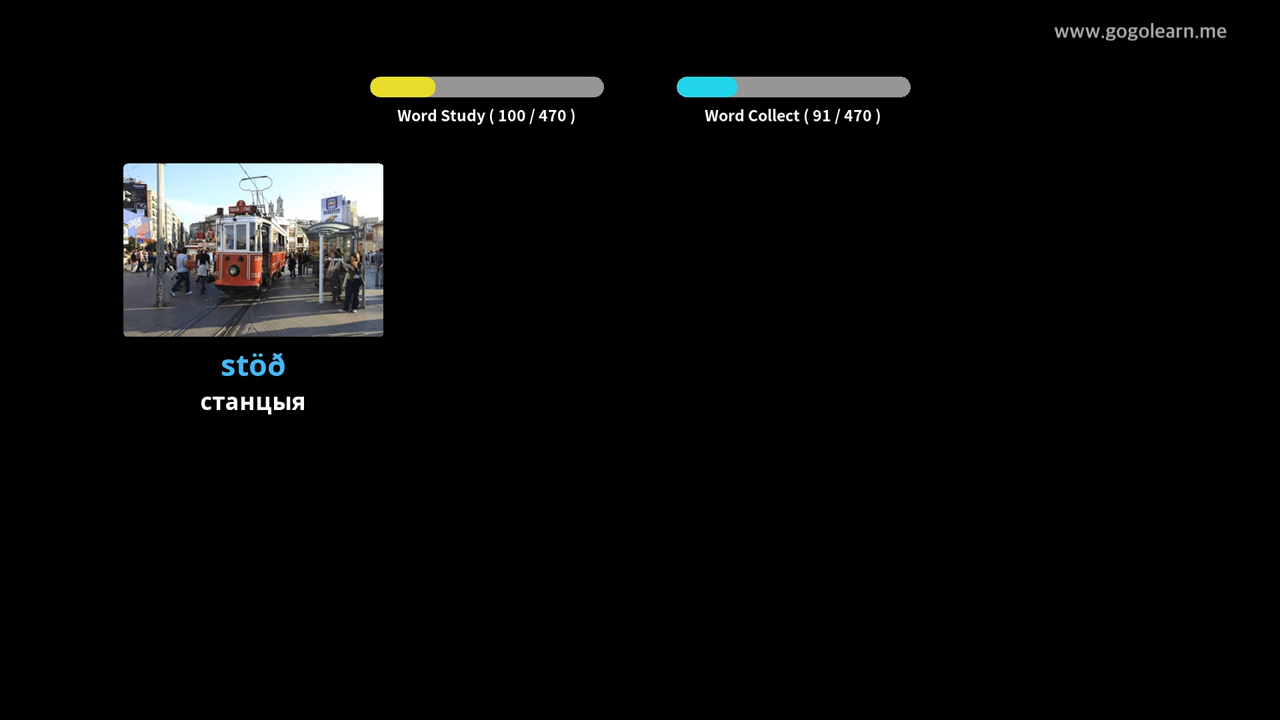 www.gogolearn.me
Word Study ( 100 / 470 )
Word Collect ( 91 / 470 )
stöð
станцыя